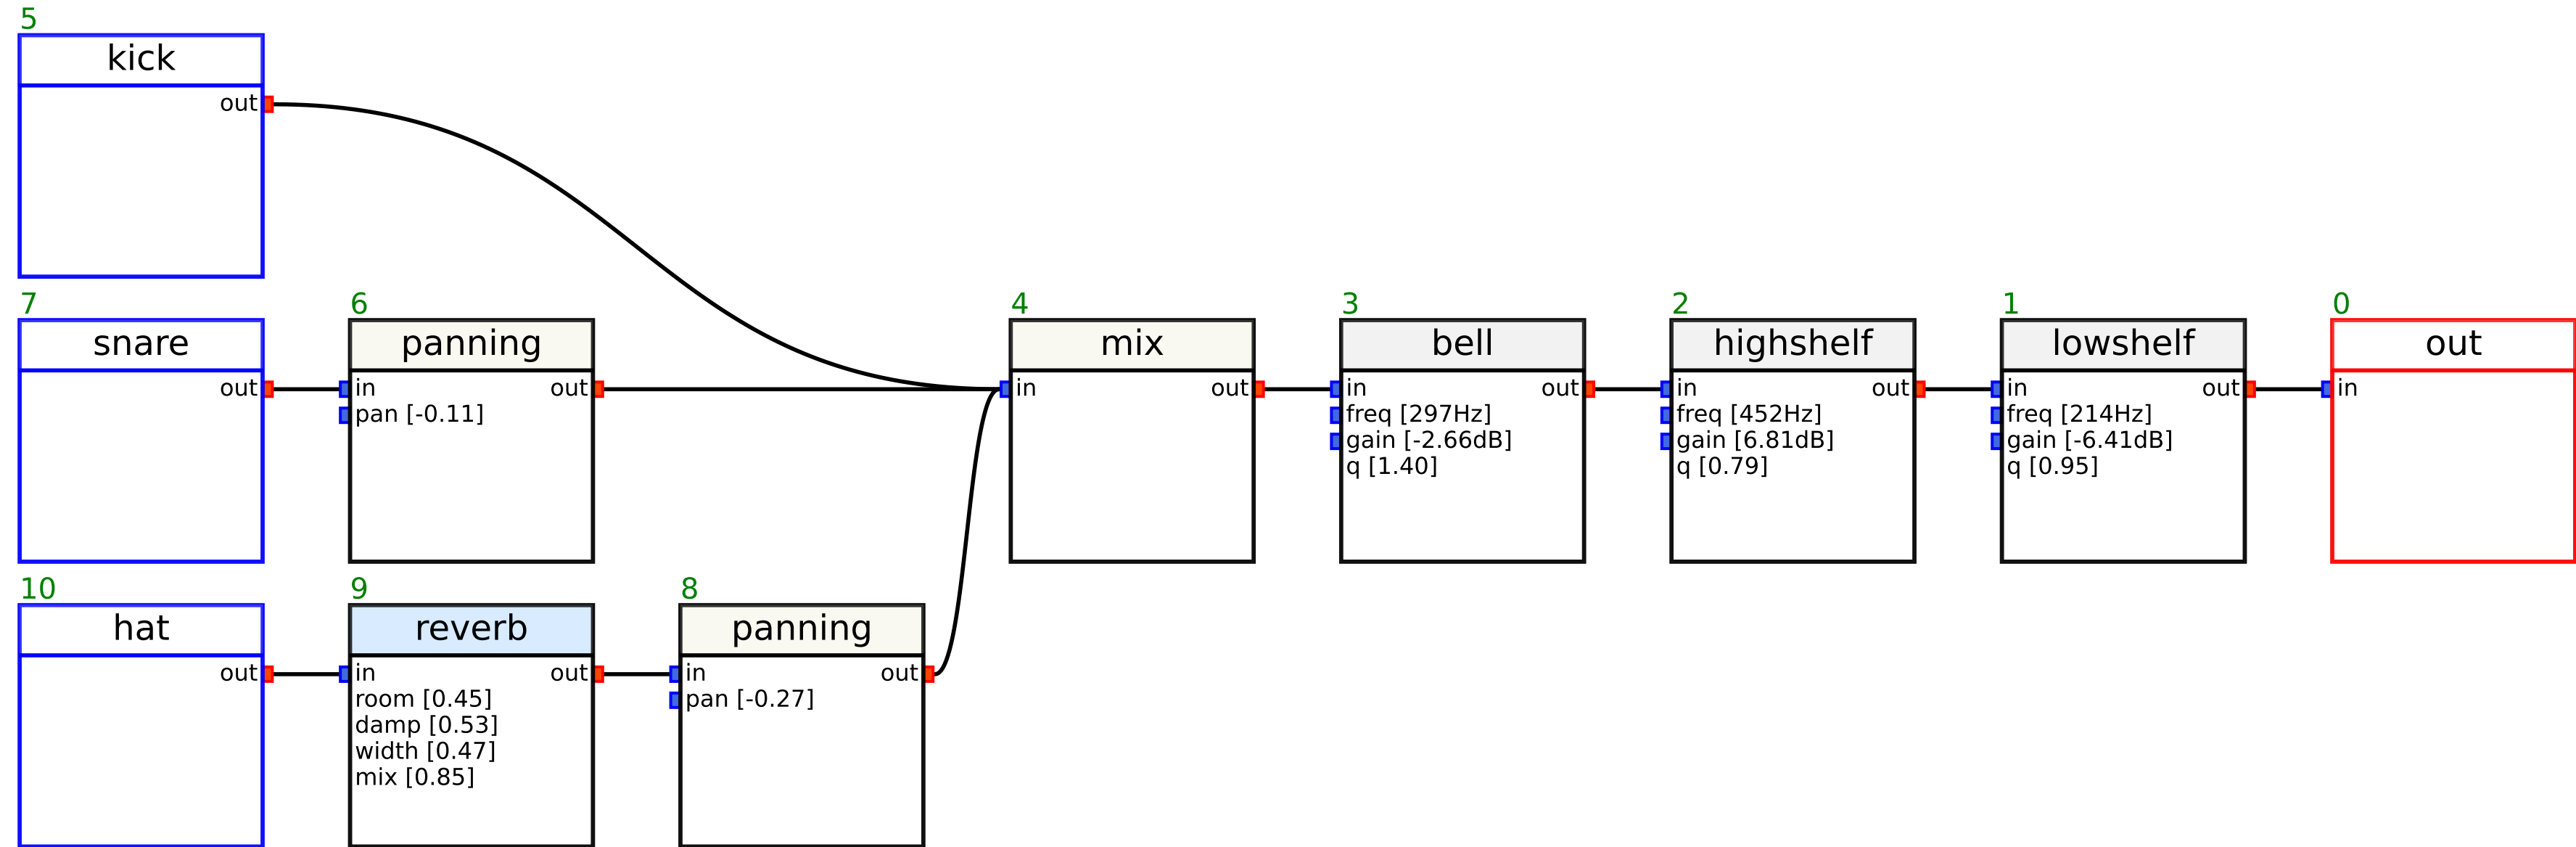 5
kick
out
7
snare
out
6
panning
in out
pan [-0.11]
10
hat
out
9
reverb
in out
room [0.45]
damp [0.53]
width [0.47]
mix [0.85]
8
panning
in out
pan [-0.27]
4
mix
in out
3
bell
in out
freq [297Hz]
gain [-2.66dB]
q [1.40]
2
highshelf
in out
freq [452Hz]
gain [6.81dB]
q [0.79]
1
lowshelf
in out
freq [214Hz]
gain [-6.41dB]
q [0.95]
0
out
in